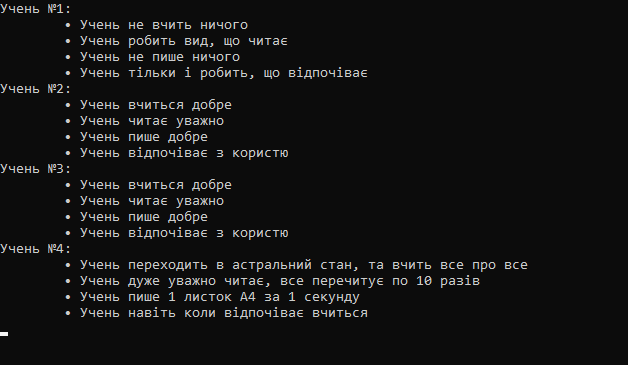 Учень №1:
• Учень не вчить ничого
• Учень робить вид, що читає
• Учень не пише ничого
• Учень тільки і робить, що відпочіває
Учень №2:
• Учень вчиться добре
• Учень читає уважно
• Учень пише добре
• Учень відпочіває з користю
Учень №3:
• Учень вчиться добре
• Учень читає уважно
• Учень пише добре
• Учень відпочіває з користю
Учень №4:
• Учень переходить в астральний стан, та вчить все про все
• Учень дуже уважно читає, все перечитує по 10 разів
• Учень пише 1 листок А4 за 1 секунду
• Учень навіть коли відпочіває вчиться